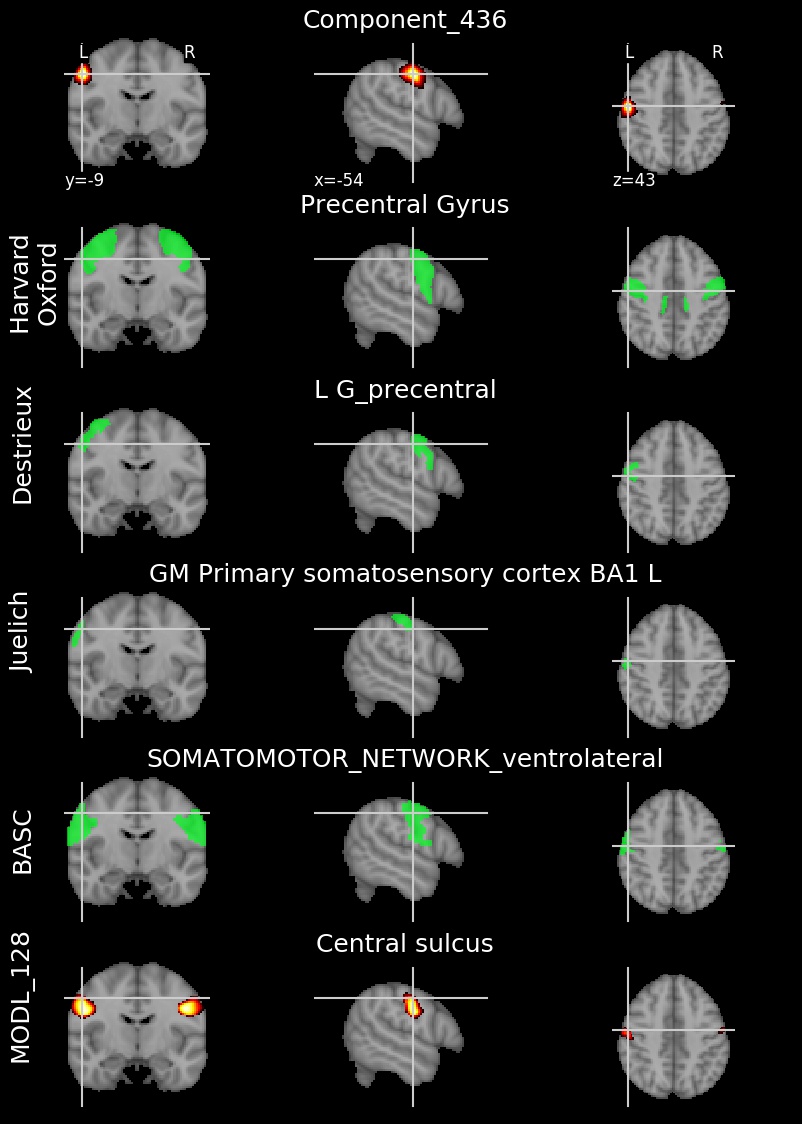 Component_436
L
R
L
R
y=-9
x=-54
z=43
Precentral Gyrus
Harvard
Oxford
L G_precentral
Destrieux
GM Primary somatosensory cortex BA1 L
Juelich
SOMATOMOTOR_NETWORK_ventrolateral
BASC
Central sulcus
MODL_128